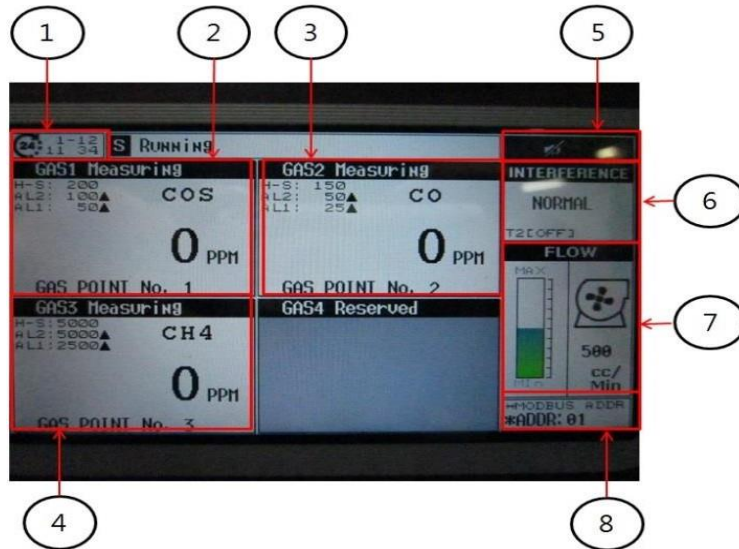 1
2
3
5
24: 1-12
11 34
S RUNNING
GAS1 Measuring
H-S: 200
AL2: 100▲
AL1: 50▲
COS
0 PPM
GAS POINT No. 1
GAS2 Measuring
H-S: 150
AL2: 50▲
AL1: 25▲
CO
0 PPM
GAS POINT No. 2
INTERFERENCE
NORMAL
T2[OFF]
6
GAS3 Measuring
H-S:5000
AL2:5000▲
AL1:2500▲
CH4
0 PPM
GAS POINT No. 3
GAS4 Reserved
FLOW
MAX
MIN
500
cc/
Min
7
MODBUS ADDR
*ADDR:01
4
8